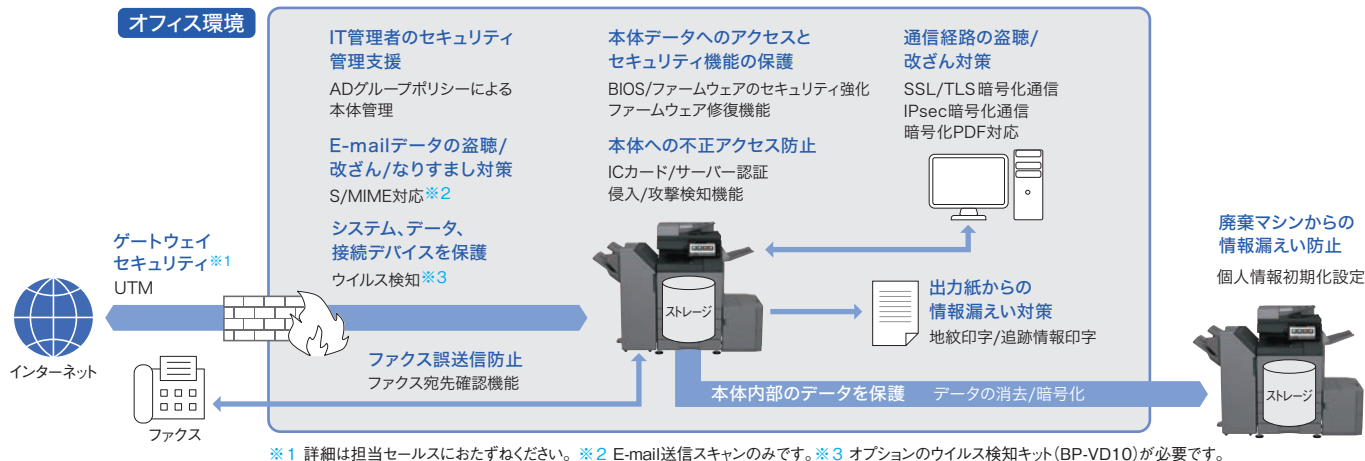 オフィス環境
IT管理者のセキュリティ
管理支援
ADグループポリシーによる
本体管理
E-mailデータの盗聴/
改ざん/なりすまし対策
S/MIME対応※2
システム、データ、
接続デバイスを保護
ウイルス検知※3
本体データへのアクセスと
セキュリティ機能の保護
BIOS/ファームウェアのセキュリティ強化
ファームウェア修復機能
本体への不正アクセス防止
ICカード/サーバー認証
侵入/攻撃検知機能
通信経路の盗聴/
改ざん対策
SSL/TLS暗号化通信
IPsec暗号化通信
暗号化PDF対応
ゲートウェイ
セキュリティ※1
UTM
インターネット
ファクス
ファクス誤送信防止
ファクス宛先確認機能
ストレージ
出力紙からの
情報漏えい対策
地紋印字/追跡情報印字
本体内部のデータを保護 データの消去/暗号化
廃棄マシンからの
情報漏えい防止
個人情報初期化設定
ストレージ
※1 詳細は担当セールスにおたずねください。※2 E-mail送信スキャンのみです。※3 オプションのウイルス検知キット(BP-VD10)が必要です。